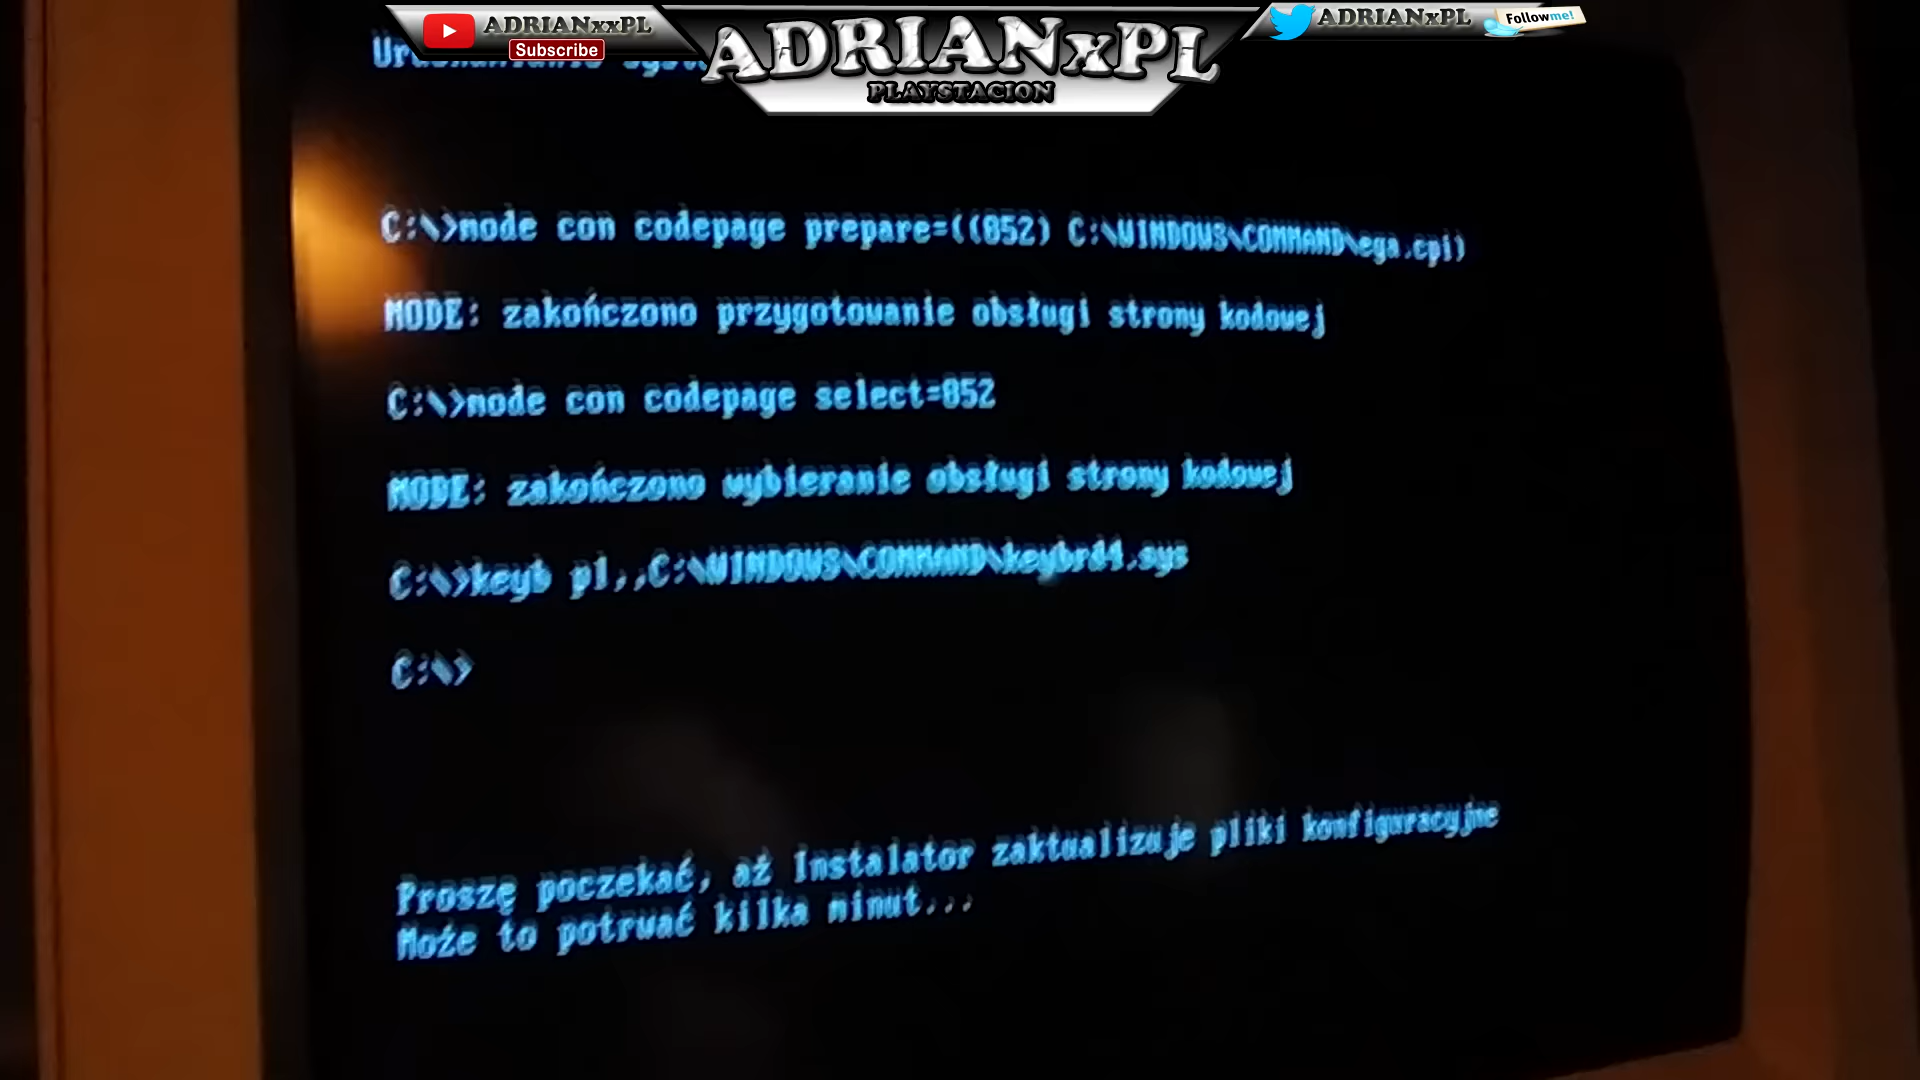 ADRIANxxPL
Subscribe
ADRIANxPL
PLAYSTACION
ADRIANxPL
Followme!
C:\>mode con codepage prepare=((852) C:\WINDOWS\COMMAND\ega.cpi)
MODE: zakończono przygotowanie obsługi strony kodowej
C:\>mode con codepage select=852
MODE: zakończono wybieranie obsługi strony kodowej
C:\>keyb pl,,C:\WINDOWS\COMMAND\keybrd4.sys
C:\>
Proszę poczekać, aż Instalator zaktualizuje pliki konfiguracyjne
Może to potrwać kilka minut...